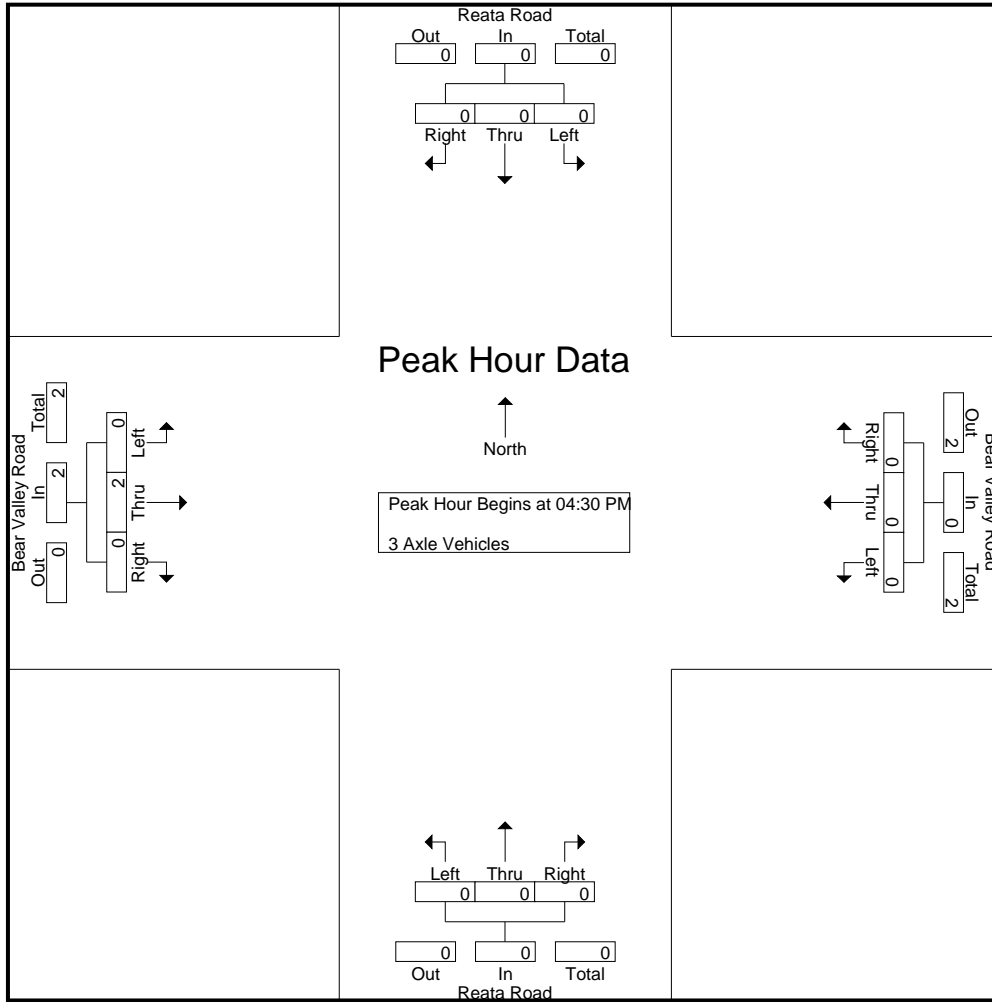 Reata Road
Out In Total
0 0 0
0 0 0
Right Thru Left
Peak Hour Data
North
Peak Hour Begins at 04:30 PM
3 Axle Vehicles
Bear Valley Road
Out In Total
0 2 2
Right Thru Left
0 2 0
Bear Valley Road
Out In Total
2 0 2
Right Thru Left
0 0 0
Left Thru Right
0 0 0
0 0 0
Out In Total
Reata Road